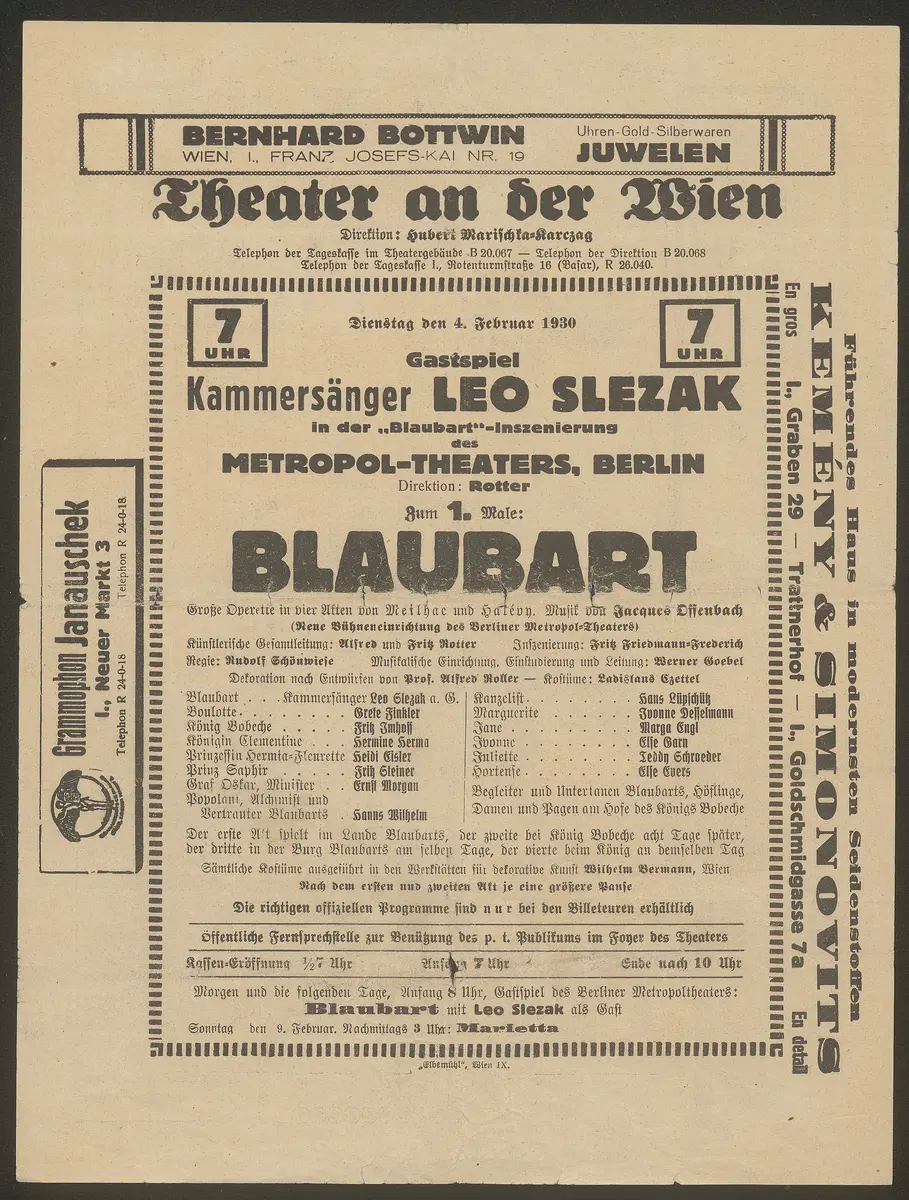 BERNHARD BOTTWIN
WIEN, I., FRANZ JOSEFS-KAI NR. 19
Uhren-Gold-Silberwaren
JUWELEN
Theater an der Wien
Direktion: Hubert Marischka-Karczag
Telephon der Tageskasse im Theatergebäude B 20.067 — Telephon der Direktion B 20.068
Telephon der Tageskasse I., Rotenturmstraße 16 (Basar), R 26.040.
7 UHR
Dienstag den 4. Februar 1930
7 UHR
Gastspiel
Kammersänger LEO SLEZAK
in der „Blaubart“-Inszenierung
des
METROPOL-THEATERS, BERLIN
Direktion: Rotter
Zum 1. Male:
BLAUBART
Große Operette in vier Akten von Meilhac und Halévy. Musik von Jacques Offenbach
(Neue Bühneneinrichtung des Berliner Metropol-Theaters)
Künstlerische Gesamtleitung: Alfred und Fritz Rotter Inszenierung: Fritz Friedmann-Frederich
Regie: Rudolf Schönwiese Musikalische Einrichtung, Einstudierung und Leitung: Werner Goebel
Dekoration nach Entwürfen von Prof. Alfred Roller — Kostüme: Ladislaus Czettel
Blaubart . . . Kammersänger Leo Slezak a. G.
Boulotte . . . . . . . . Grete Finkler
König Bobeche . . . . . Fritz Imhoff
Königin Clementine . . . . Hermine Herma
Prinzessin Hermia-Fleurette Heidi Eisler
Prinz Saphir . . . . . . Fritz Steiner
Graf Oskar, Minister . . . Ernst Morgan
Popolani, Alchimist und
Vertrauter Blaubarts . Hanns Wilhelm
Kanzelist . . . . . . . . Hans Lüpschütz
Marguerite . . . . . . . Yvonne Desselmann
Jane . . . . . . . . . Marga Engl
Yvonne . . . . . . . . Else Garn
Juliette . . . . . . . . Teddy Schroeder
Hortense . . . . . . . . Else Evers
Begleiter und Untertanen Blaubarts, Höflinge,
Damen und Pagen am Hofe des Königs Bobeche
Der erste Akt spielt im Lande Blaubarts, der zweite bei König Bobeche acht Tage später,
der dritte in der Burg Blaubarts am selben Tage, der vierte beim König an demselben Tag
Sämtliche Kostüme ausgeführt in den Werkstätten für dekorative Kunst Wilhelm Bermann, Wien
Nach dem ersten und zweiten Akt je eine größere Pause
Die richtigen offiziellen Programme sind nur bei den Billeteuren erhältlich
Öffentliche Fernsprechstelle zur Benützung des p. t. Publikums im Foyer des Theaters
Kassen-Eröffnung ½7 Uhr Anfang 7 Uhr Ende nach 10 Uhr
Morgen und die folgenden Tage, Anfang 8 Uhr, Gastspiel des Berliner Metropoltheaters:
Blaubart mit Leo Slezak als Gast
Sonntag den 9. Februar. Nachmittags 3 Uhr: Marietta
„Elbemühl“, Wien IX.
Grammophon Janauschek
I., Neuer Markt 3
Telephon R 24-0-18 Telephon R 24-0-18
Führendes Haus in modernsten Seidenstoffen
KEMÉNY & SIMONOVITS
En gros I., Graben 29 — Trattnerhof — I., Goldschmidgasse 7a En detail